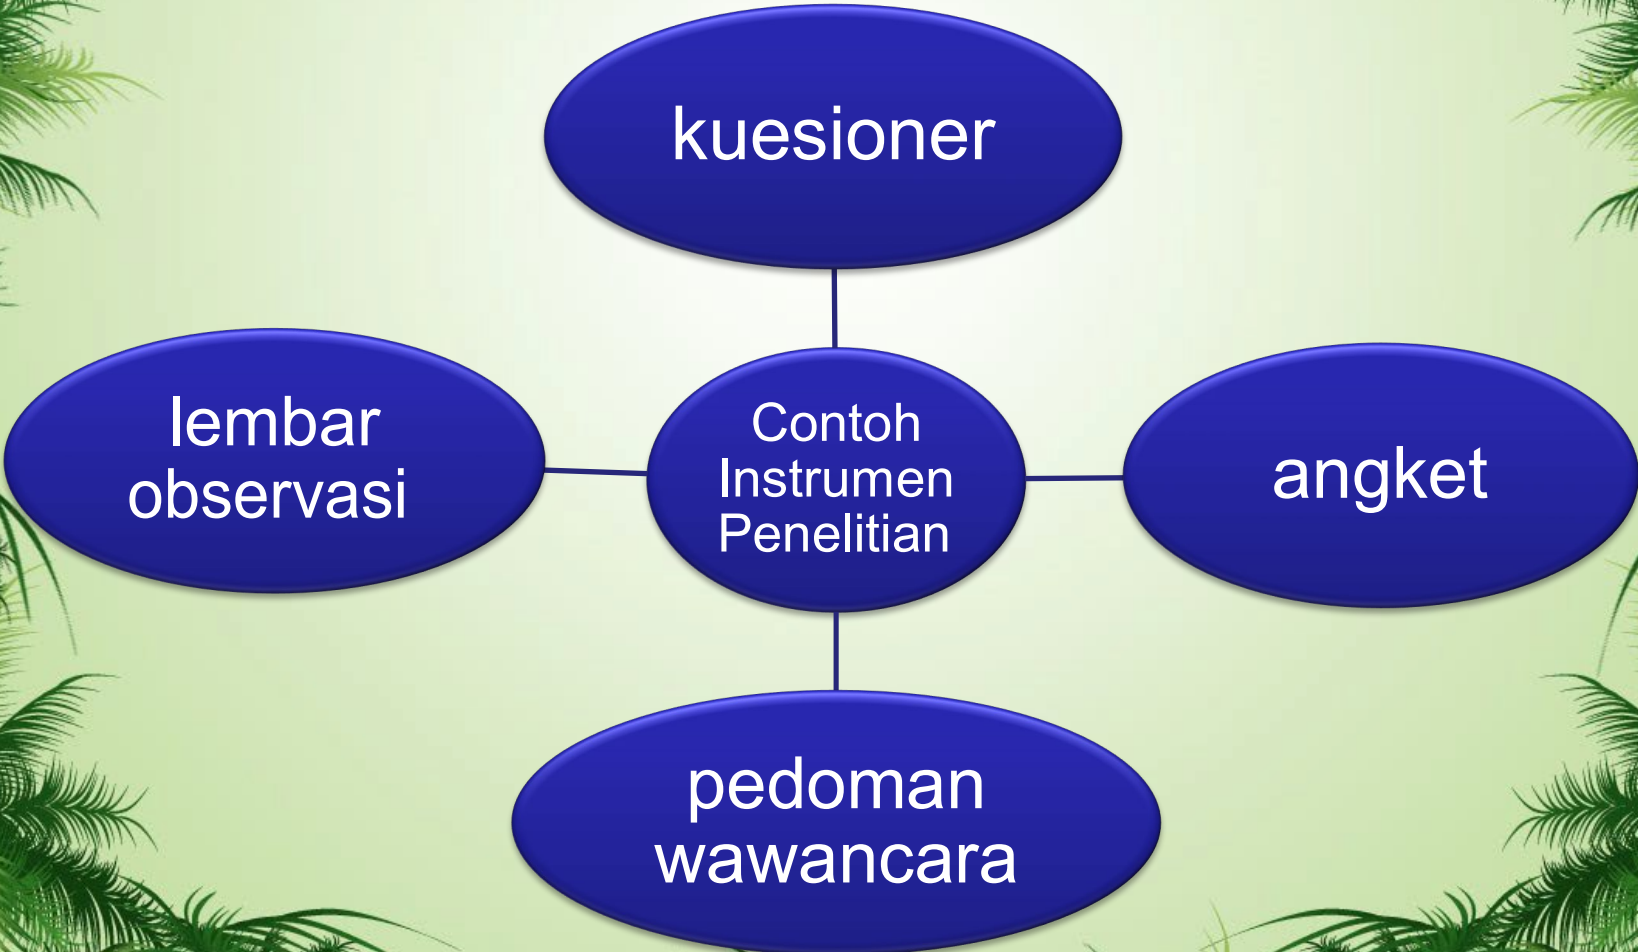 kuesioner
lembar
observasi
Contoh
Instrumen
Penelitian
angket
pedoman
wawancara